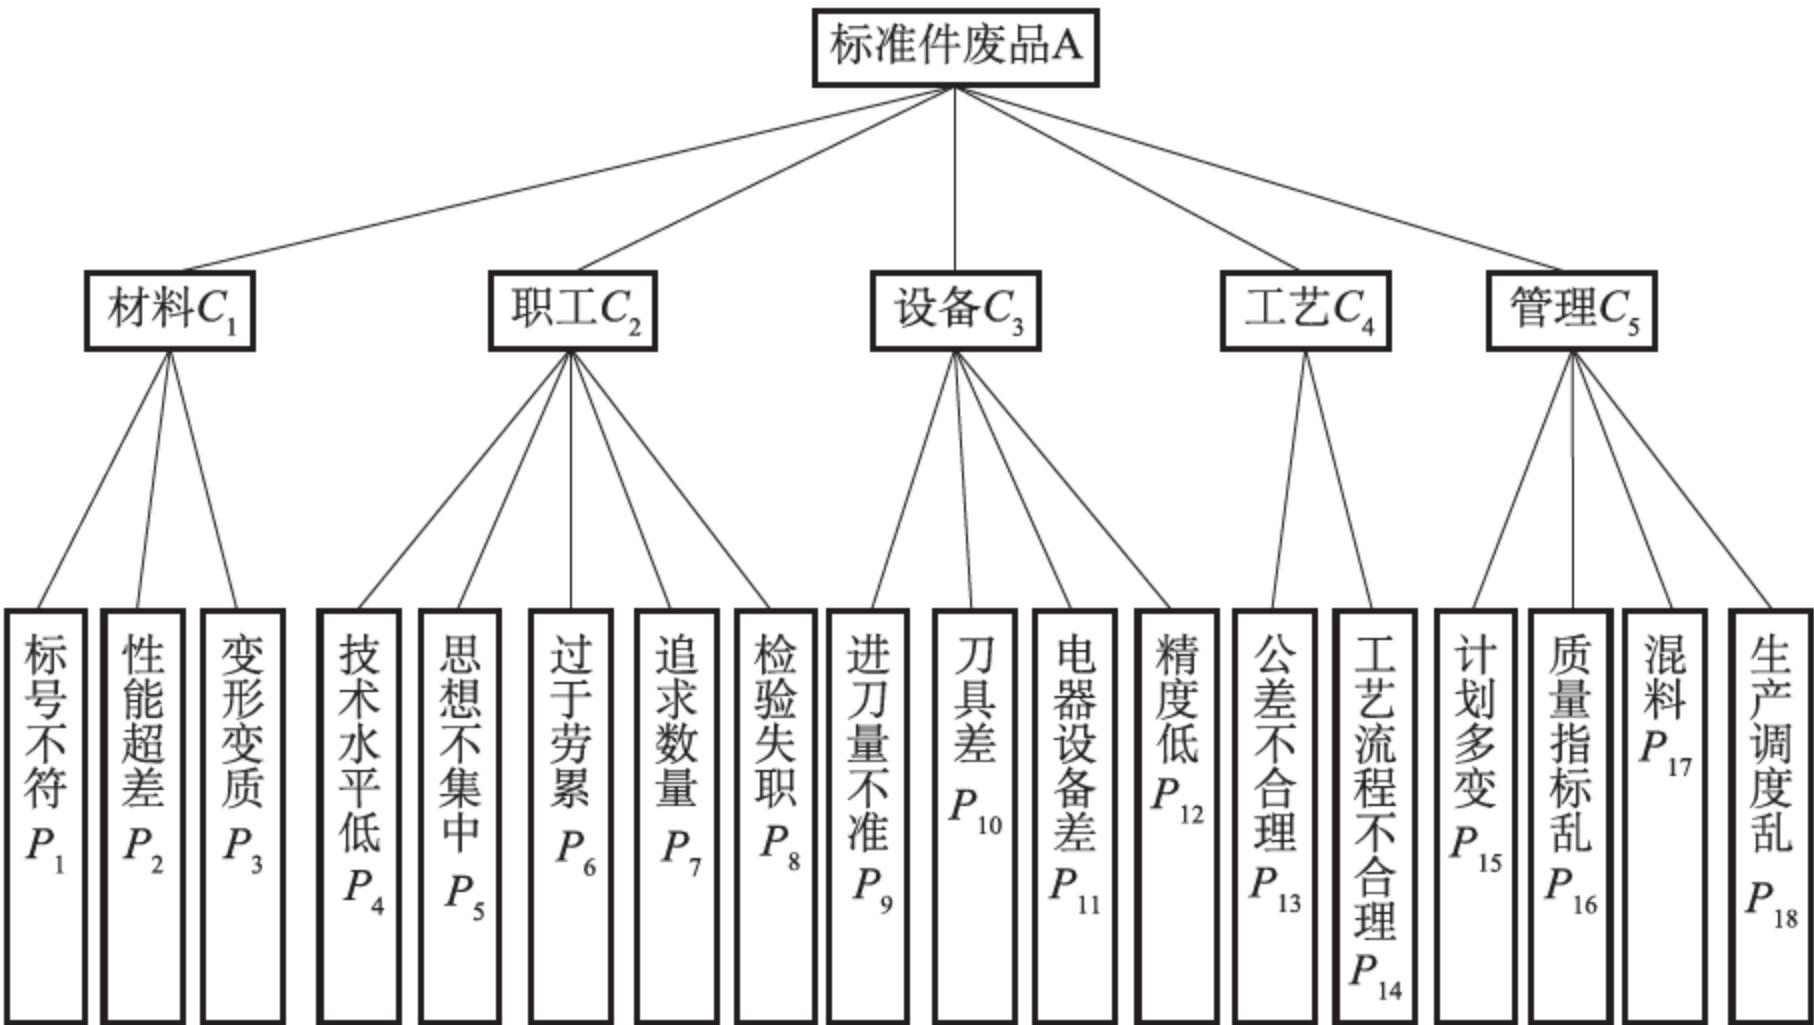 标准件废品A
材料C₁
职工C₂
设备C₃
工艺C₄
管理C₅
标号不符P₁
性能超差P₂
变形变质P₃
技术水平低P₄
思想不集中P₅
过于劳累P₆
追求数量P₇
检验失职P₈
进刀量不准P₉
刀具差P₁₀
电器设备差P₁₁
精度低P₁₂
公差不合理P₁₃
工艺流程不合理P₁₄
计划多变P₁₅
质量指标乱P₁₆
混料P₁₇
生产调度乱P₁₈